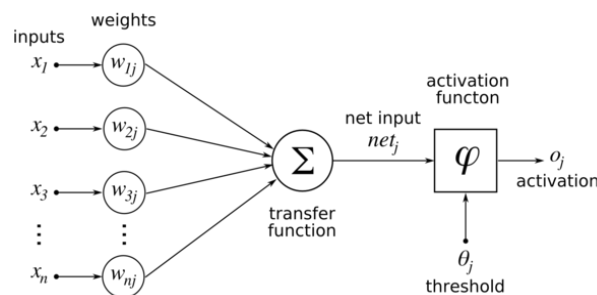 weights
inputs
x₁
w₁ⱼ
x₂
w₂ⱼ
x₃
w₃ⱼ
⋮ ⋮
xₙ
wₙⱼ
Σ
transfer
function
net input
netⱼ
activation
functon
φ
oⱼ
activation
θⱼ
threshold